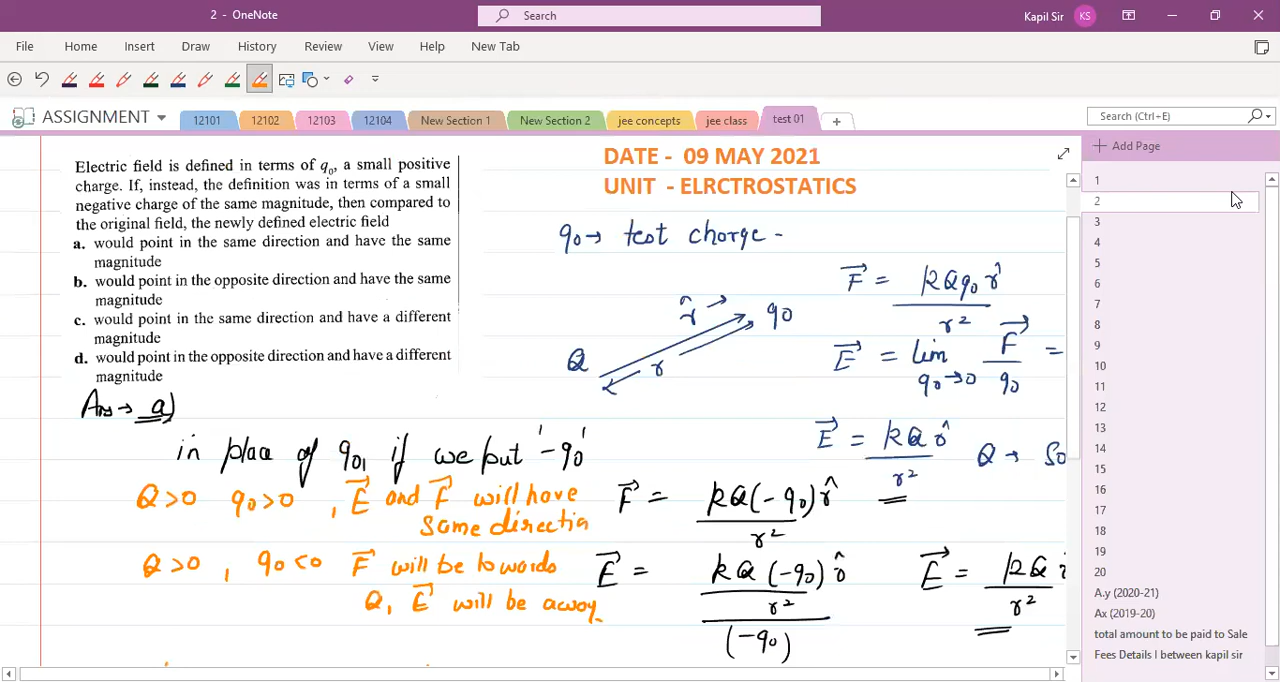 2 - OneNote
Search
Kapil Sir
KS
File Home Insert Draw History Review View Help New Tab
ASSIGNMENT
12101 12102 12103 12104 New Section 1 New Section 2 jee concepts jee class test 01
Search (Ctrl+E)
Electric field is defined in terms of q₀, a small positive
charge. If, instead, the definition was in terms of a small
negative charge of the same magnitude, then compared to
the original field, the newly defined electric field
a. would point in the same direction and have the same
magnitude
b. would point in the opposite direction and have the same
magnitude
c. would point in the same direction and have a different
magnitude
d. would point in the opposite direction and have a different
magnitude
Ans → a)
DATE - 09 MAY 2021
UNIT - ELRCTROSTATICS
q₀ → test charge -
r̂ →
q₀
Q
r
F⃗ = kQq₀ r̂ / r²
E⃗ = lim q₀→0 F⃗ / q₀ =
E⃗ = kQ r̂ / r²
Q → So
in place of q₀, if we put '-q₀'
Q>0 q₀>0 , E⃗ and F⃗ will have
same directio
F⃗ = kQ(-q₀) r̂ / r²
Q>0 , q₀<0 F⃗ will be towards
Q, E⃗ will be away
E⃗ = kQ(-q₀) r̂ / r² / (-q₀)
E⃗ = kQ r̂ / r²
Add Page
1
2
3
4
5
6
7
8
9
10
11
12
13
14
15
16
17
18
19
20
A.y (2020-21)
Ax (2019-20)
total amount to be paid to Sale
Fees Details I between kapil sir